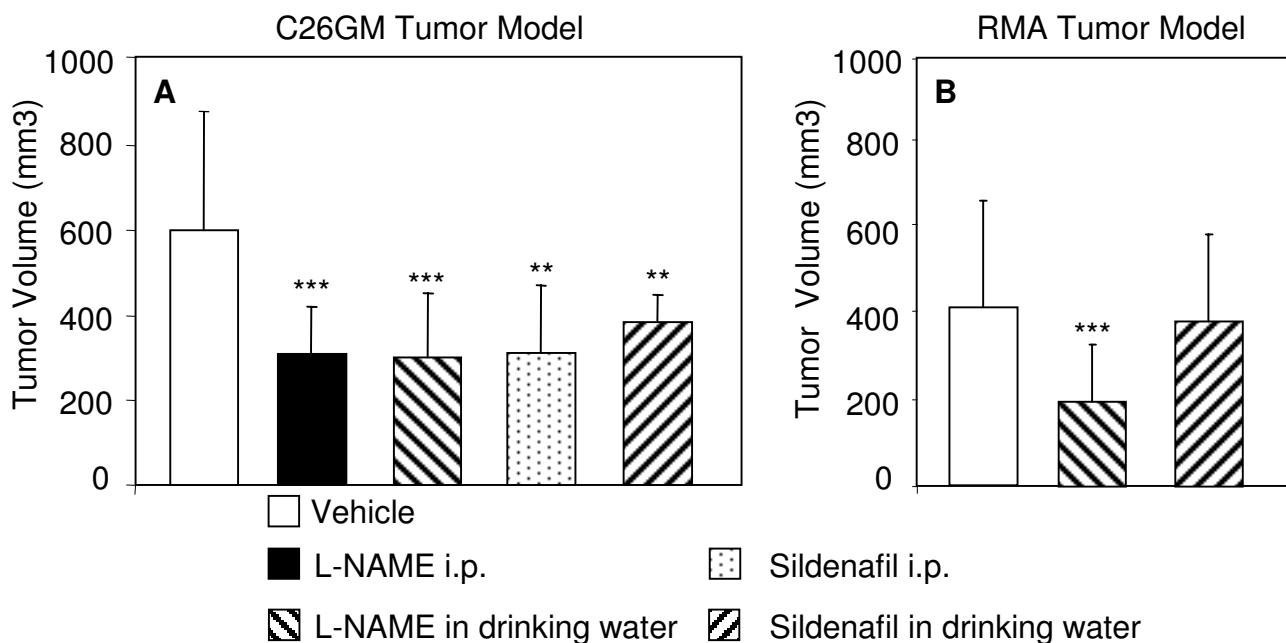 C26GM Tumor Model
RMA Tumor Model
A
B
Tumor Volume (mm3)
1000
800
600
400
200
0
***
***
**
**
Tumor Volume (mm3)
1000
800
600
400
200
0
***
Vehicle
L-NAME i.p.
Sildenafil i.p.
L-NAME in drinking water
Sildenafil in drinking water